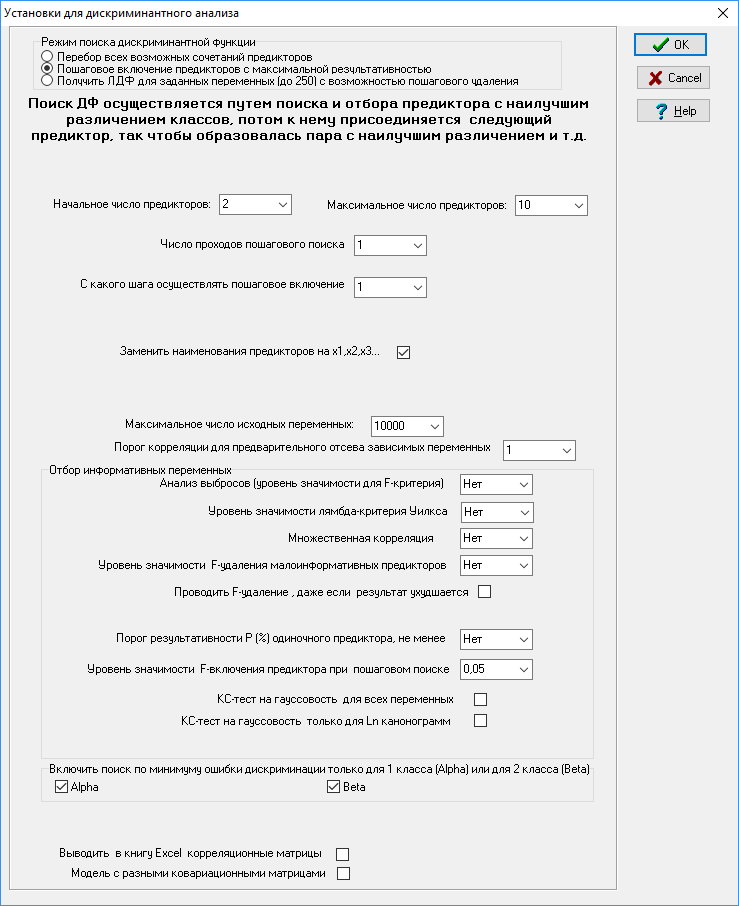 Установки для дискриминантного анализа
OK
Cancel
Help
Режим поиска дискриминантной функции
Перебор всех возможных сочетаний предикторов
Пошаговое включение предикторов с максимальной результативностью
Получить ЛДФ для заданных переменных (до 250) с возможностью пошагового удаления
Поиск ДФ осуществляется путем поиска и отбора предиктора с наилучшим
различением классов, потом к нему присоединяется следующий
предиктор, так чтобы образовалась пара с наилучшим различением и т.д.
Начальное число предикторов: 2 Максимальное число предикторов: 10
Число проходов пошагового поиска 1
С какого шага осуществлять пошаговое включение 1
Заменить наименования предикторов на x1,x2,x3...
Максимальное число исходных переменных: 10000
Порог корреляции для предварительного отсева зависимых переменных 1
Отбор информативных переменных
Анализ выбросов (уровень значимости для F-критерия) Нет
Уровень значимости лямбда-критерия Уилкса Нет
Множественная корреляция Нет
Уровень значимости F-удаления малоинформативных предикторов Нет
Проводить F-удаление , даже если результат ухудшается
Порог результативности P (%) одиночного предиктора, не менее Нет
Уровень значимости F-включения предиктора при пошаговом поиске 0,05
КС-тест на гауссовость для всех переменных
КС-тест на гауссовость только для Ln канонограмм
Включить поиск по минимуму ошибки дискриминации только для 1 класса (Alpha) или для 2 класса (Beta)
Alpha Beta
Выводить в книгу Excel корреляционные матрицы
Модель с разными ковариационными матрицами